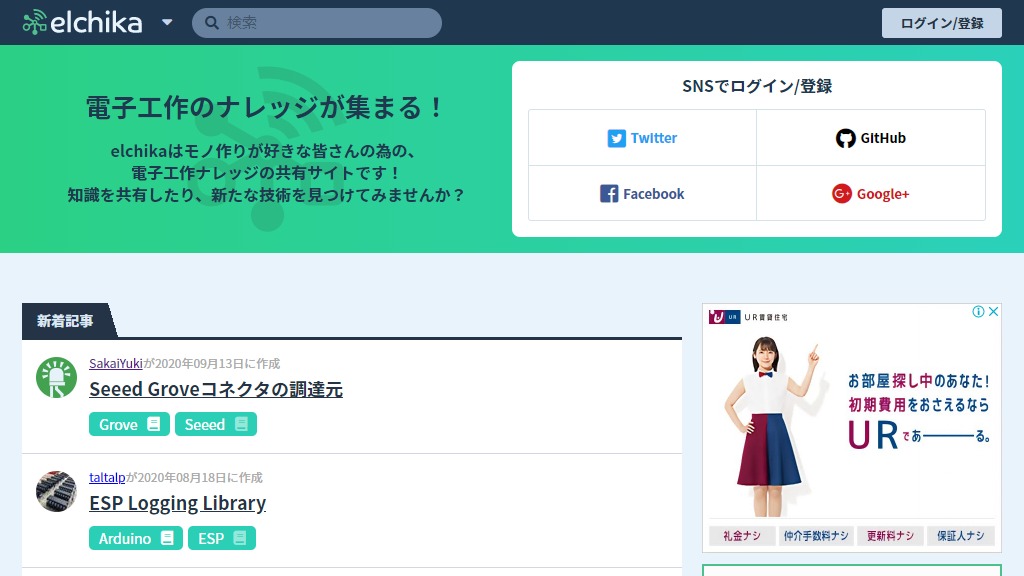 elchika
検索
ログイン/登録
電子工作のナレッジが集まる！
elchikaはモノ作りが好きな皆さんの為の、
電子工作ナレッジの共有サイトです！
知識を共有したり、新たな技術を見つけてみませんか？
SNSでログイン/登録
Twitter
GitHub
Facebook
G+ Google+
新着記事
SakaiYukiが2020年09月13日に作成
Seeed Groveコネクタの調達元
Grove
Seeed
taltalpが2020年08月18日に作成
ESP Logging Library
Arduino
ESP
UR UR賃貸住宅
お部屋探し中のあなた！
初期費用をおさえるなら
URであーーる。
礼金ナシ
仲介手数料ナシ
更新料ナシ
保証人ナシ